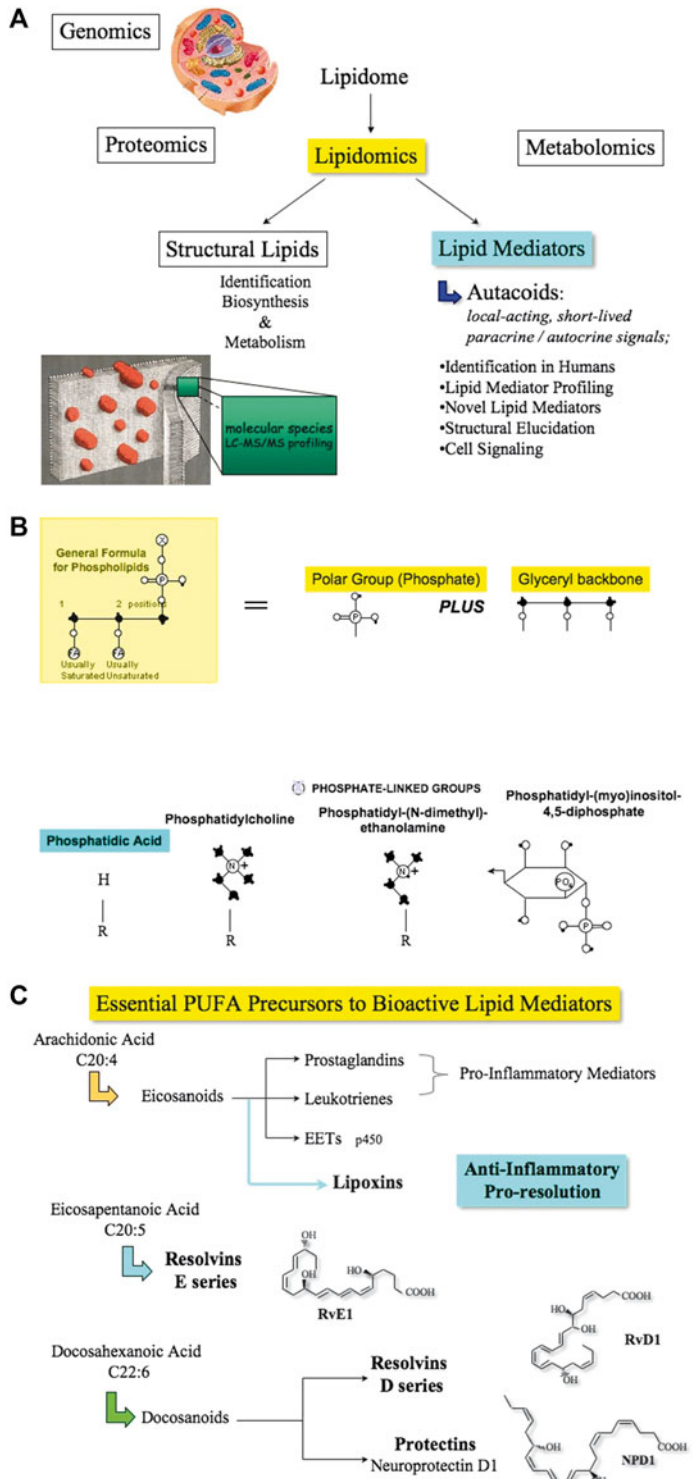 A
Genomics
Lipidome
Proteomics
Lipidomics
Metabolomics
Structural Lipids
Identification
Biosynthesis
&
Metabolism
Lipid Mediators
Autacoids:
local-acting, short-lived
paracrine / autocrine signals;
•Identification in Humans
•Lipid Mediator Profiling
•Novel Lipid Mediators
•Structural Elucidation
•Cell Signaling
molecular species
LC-MS/MS profiling
B
General Formula
for Phospholipids
X
P
1 2 positions
FA FA
Usually Usually
Saturated Unsaturated
=
Polar Group (Phosphate)
P
PLUS
Glyceryl backbone
X PHOSPHATE-LINKED GROUPS
Phosphatidic Acid
H
R
Phosphatidylcholine
N +
R
Phosphatidyl-(N-dimethyl)-
ethanolamine
N +
R
Phosphatidyl-(myo)inositol-
4,5-diphosphate
PO
P
C
Essential PUFA Precursors to Bioactive Lipid Mediators
Arachidonic Acid
C20:4
Eicosanoids
Prostaglandins
Leukotrienes
Pro-Inflammatory Mediators
EETs p450
Lipoxins
Anti-Inflammatory
Pro-resolution
Eicosapentanoic Acid
C20:5
Resolvins
E series
OH
OH
HO
COOH
RvE1
Docosahexanoic Acid
C22:6
Docosanoids
Resolvins
D series
COOH
HO
OH
OH
RvD1
Protectins
Neuroprotectin D1
OH
COOH
NPD1